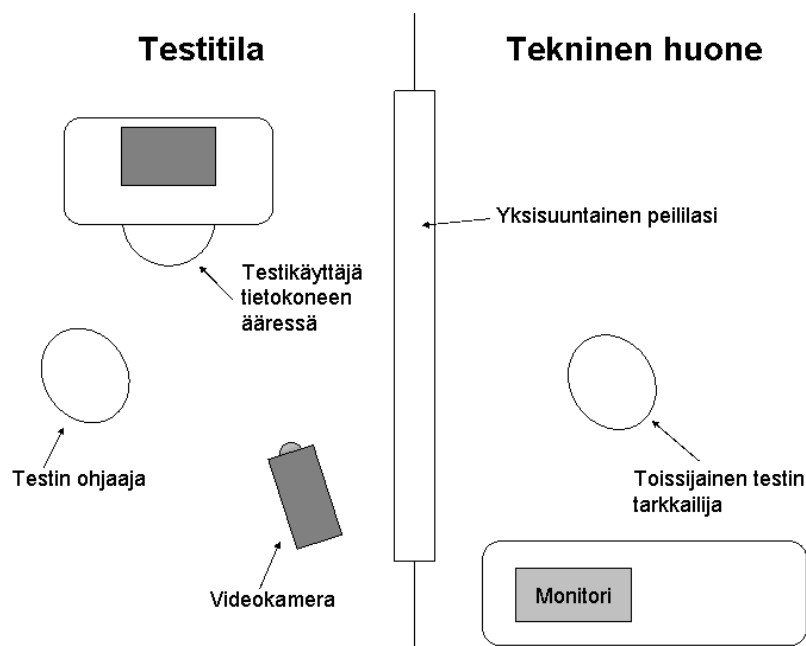 Testitila
Tekninen huone
Yksisuuntainen peililasi
Testikäyttäjä
tietokoneen
ääressä
Testin ohjaaja
Toissijainen testin
tarkkailija
Videokamera
Monitori